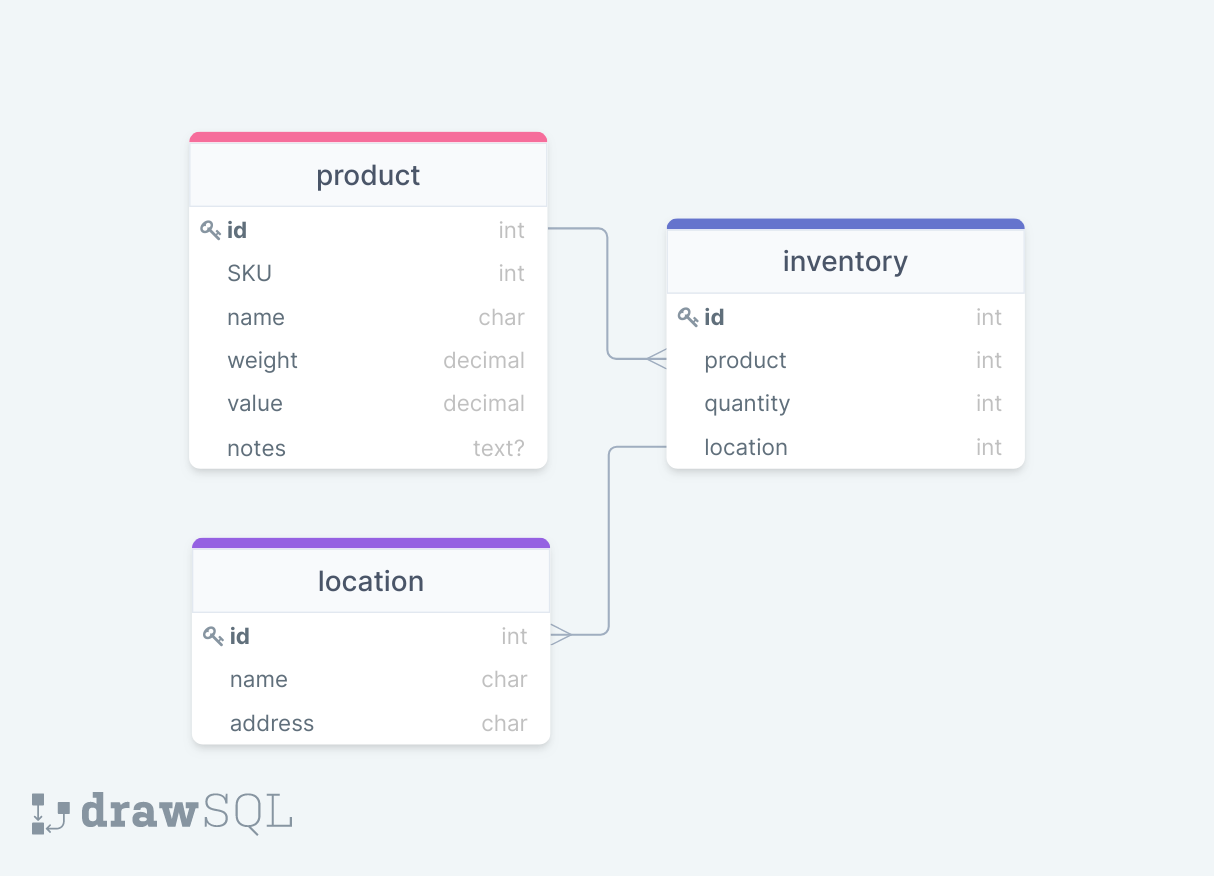 product
id int
SKU int
name char
weight decimal
value decimal
notes text?
inventory
id int
product int
quantity int
location int
location
id int
name char
address char
drawSQL